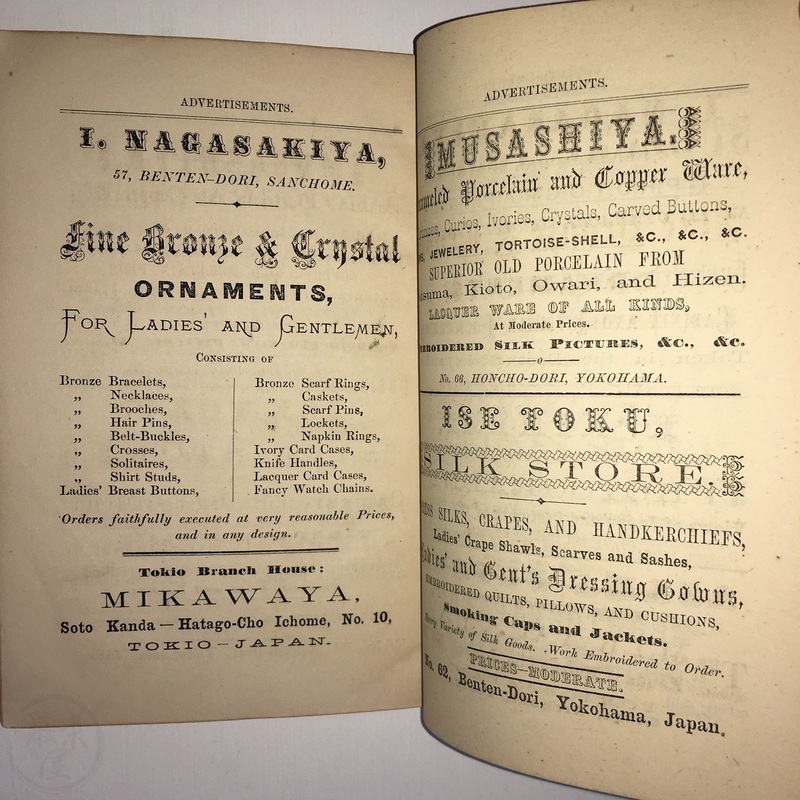 ADVERTISEMENTS.
I. NAGASAKIYA,
57, BENTEN-DORI, SANCHOME.
Fine Bronze & Crystal
ORNAMENTS,
FOR LADIES' AND GENTLEMEN,
CONSISTING OF
Bronze Bracelets,
„ Necklaces,
„ Brooches,
„ Hair Pins,
„ Belt-Buckles,
„ Crosses,
„ Solitaires,
„ Shirt Studs,
Ladies' Breast Buttons,
Bronze Scarf Rings,
„ Caskets,
„ Scarf Pins,
„ Lockets,
„ Napkin Rings,
Ivory Card Cases,
Knife Handles,
Lacquer Card Cases,
Fancy Watch Chains.
Orders faithfully executed at very reasonable Prices,
and in any design.
Tokio Branch House:
MIKAWAYA,
Soto Kanda — Hatago-Cho Ichome, No. 10,
TOKIO - JAPAN.
ADVERTISEMENTS.
MUSASHIYA.
Porcelain and Copper Ware,
Curios, Ivories, Crystals, Carved Buttons,
JEWELERY, TORTOISE-SHELL, &C., &C., &C.
SUPERIOR OLD PORCELAIN FROM
Kioto, Owari, and Hizen.
LACQUER WARE OF ALL KINDS,
At Moderate Prices.
SILK PICTURES, &C., &c.
No. 66, HONCHO-DORI, YOKOHAMA.
ISE TOKU,
SILK STORE.
SILKS, CRAPES, AND HANDKERCHIEFS,
Ladies' Crape Shawls, Scarves and Sashes,
and Gent's Dressing Gowns,
EMBROIDERED QUILTS, PILLOWS, AND CUSHIONS,
Smoking Caps and Jackets.
Every Variety of Silk Goods. Work Embroidered to Order.
PRICES—MODERATE.
No. 62, Benten-Dori, Yokohama, Japan.